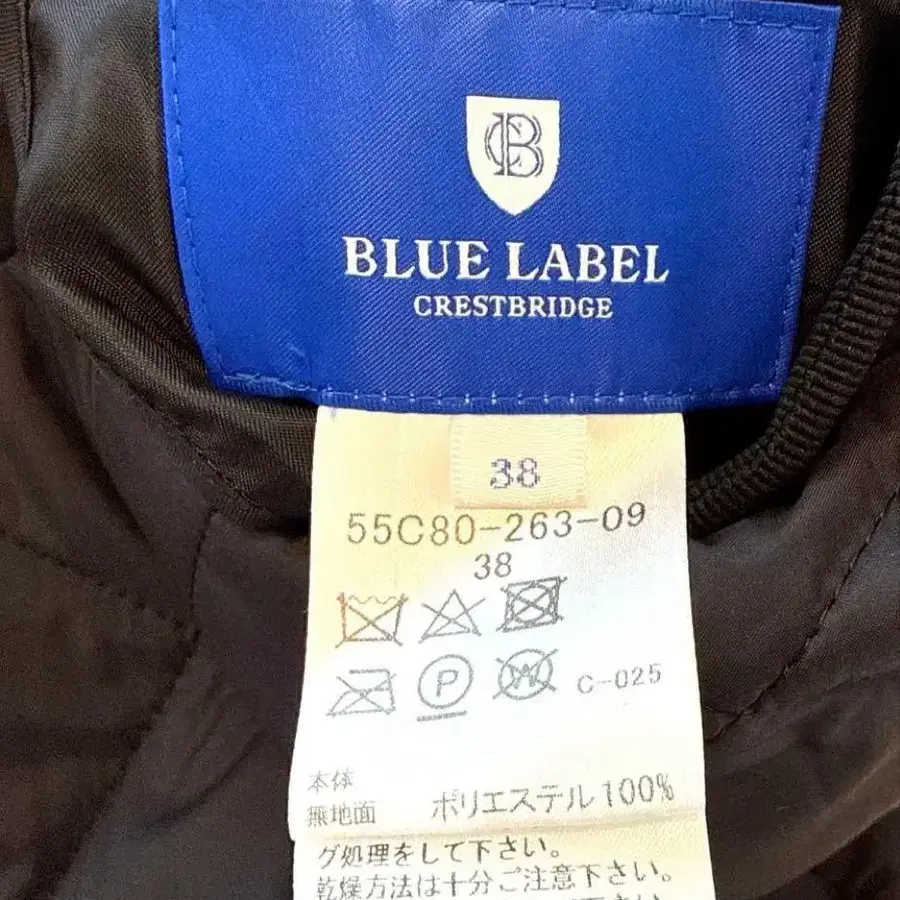 CB
BLUE LABEL
CRESTBRIDGE
38
55C80-263-09
38
P W C-025
本体
無地面 ポリエステル100%
グ処理をして下さい。
乾燥方法は十分ご注意下さい。